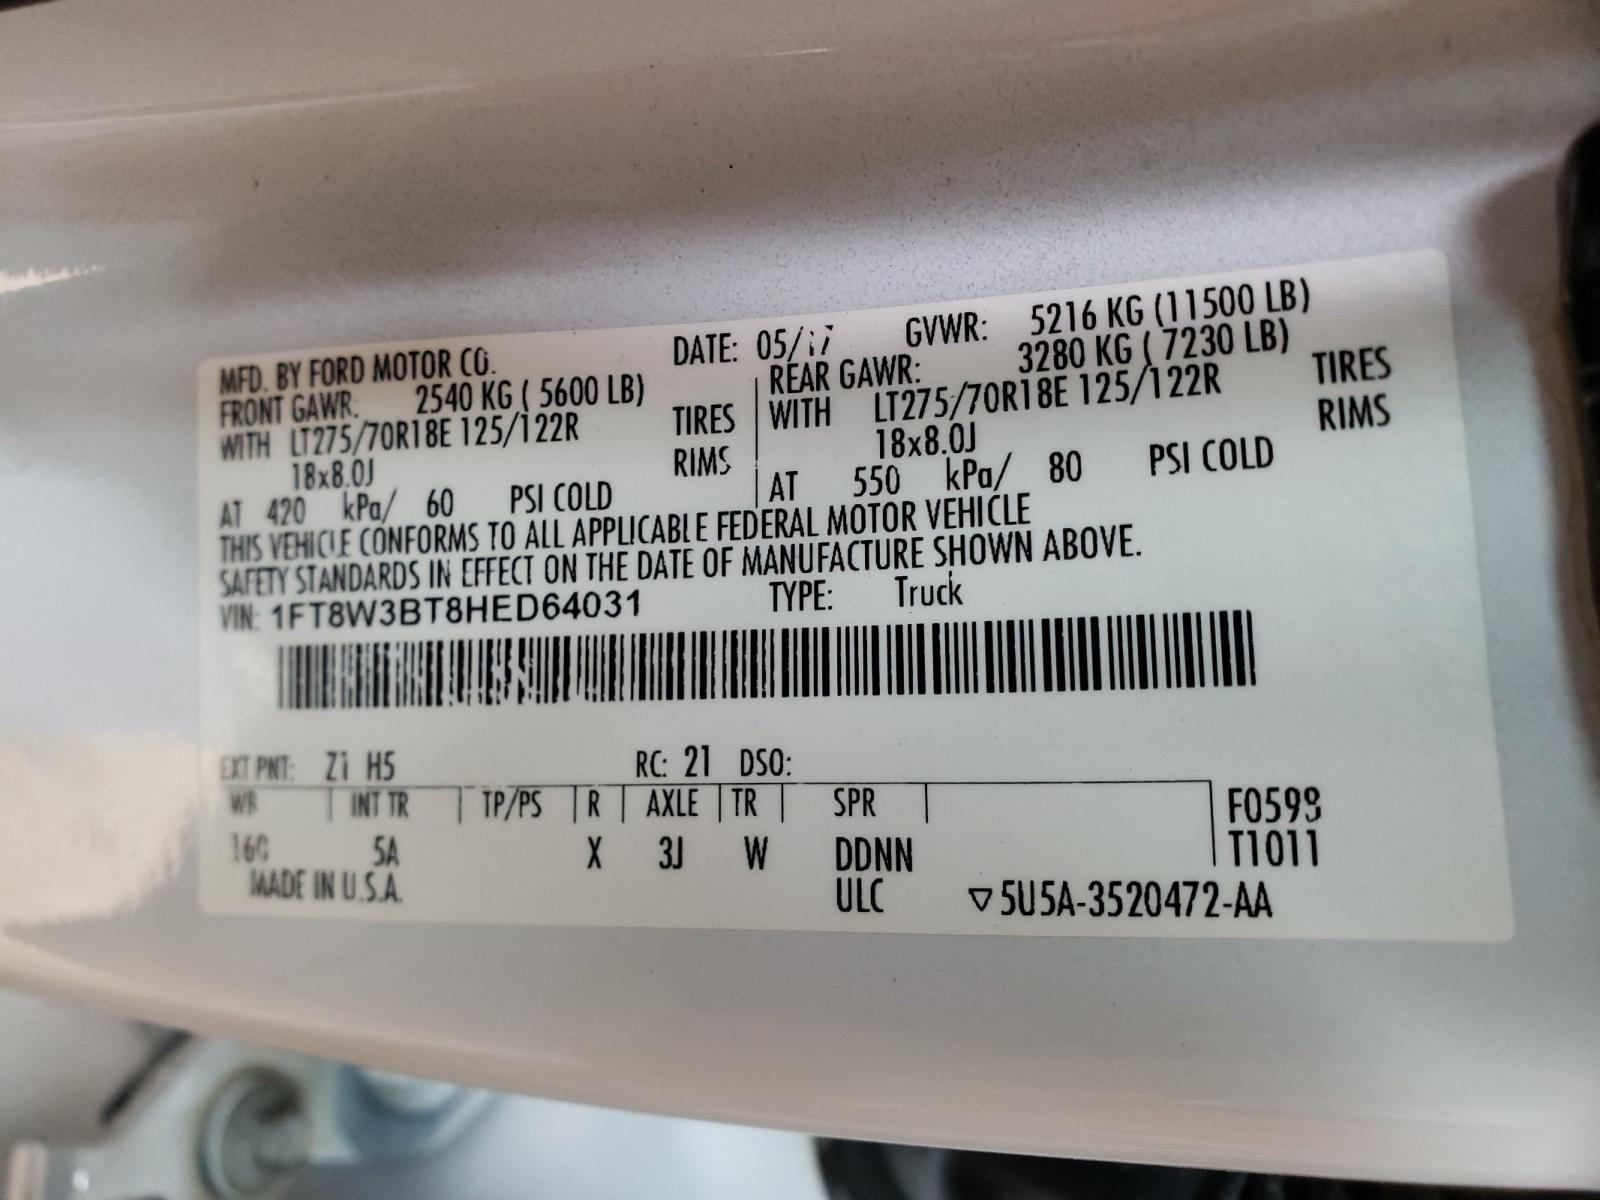 MFD. BY FORD MOTOR CO. DATE: 05/17 GVWR: 5216 KG (11500 LB)
FRONT GAWR: 2540 KG ( 5600 LB) REAR GAWR: 3280 KG ( 7230 LB)
WITH LT275/70R18E 125/122R TIRES WITH LT275/70R18E 125/122R TIRES
18x8.0J RIMS 18x8.0J RIMS
AT 420 kPa/ 60 PSI COLD AT 550 kPa/ 80 PSI COLD
THIS VEHICLE CONFORMS TO ALL APPLICABLE FEDERAL MOTOR VEHICLE
SAFETY STANDARDS IN EFFECT ON THE DATE OF MANUFACTURE SHOWN ABOVE.
VIN: 1FT8W3BT8HED64031 TYPE: Truck
EXT PNT: Z1 H5 RC: 21 DSO:
WB INT TR TP/PS R AXLE TR SPR
160 5A X 3J W DDNN
MADE IN U.S.A. ULC ▽5U5A-3520472-AA
T1011